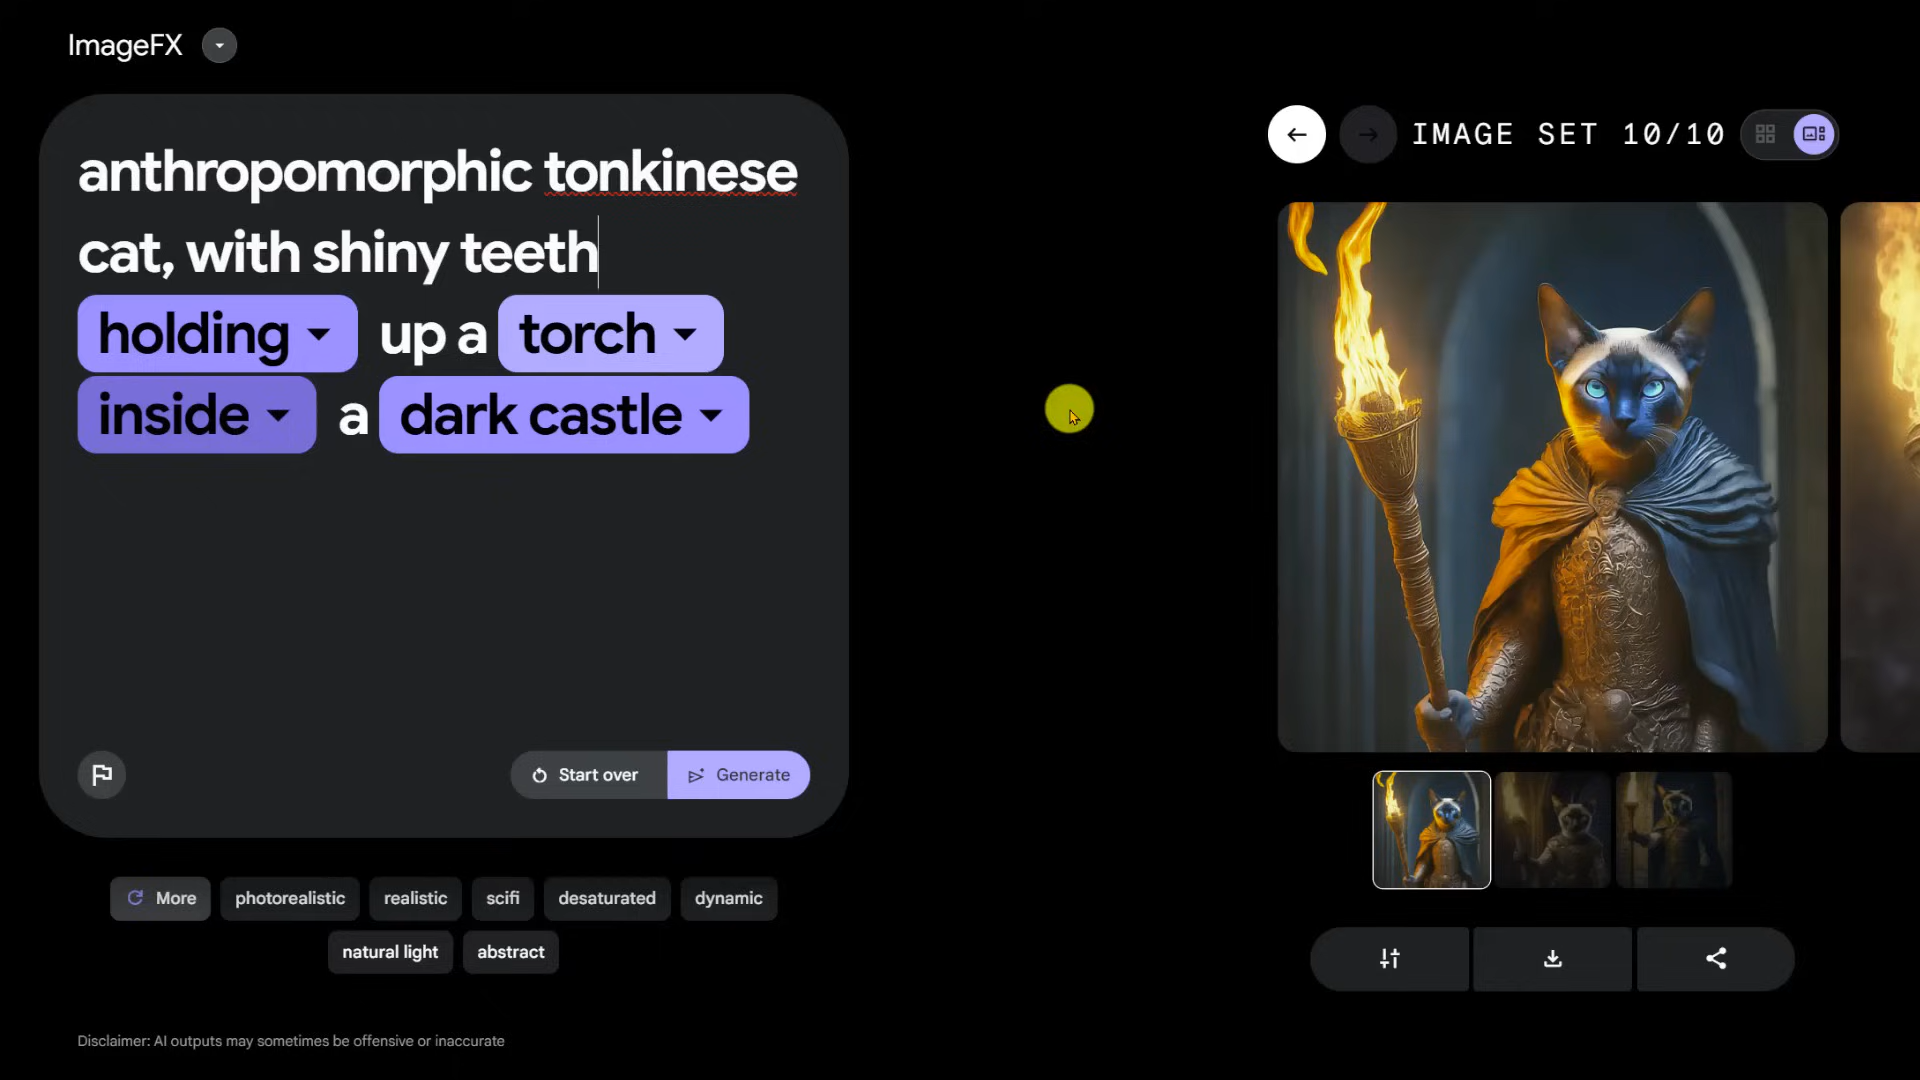 ImageFX
anthropomorphic tonkinese
cat, with shiny teeth
holding up a torch
inside a dark castle
Start over Generate
More photorealistic realistic scifi desaturated dynamic
natural light abstract
Disclaimer: AI outputs may sometimes be offensive or inaccurate
IMAGE SET 10/10